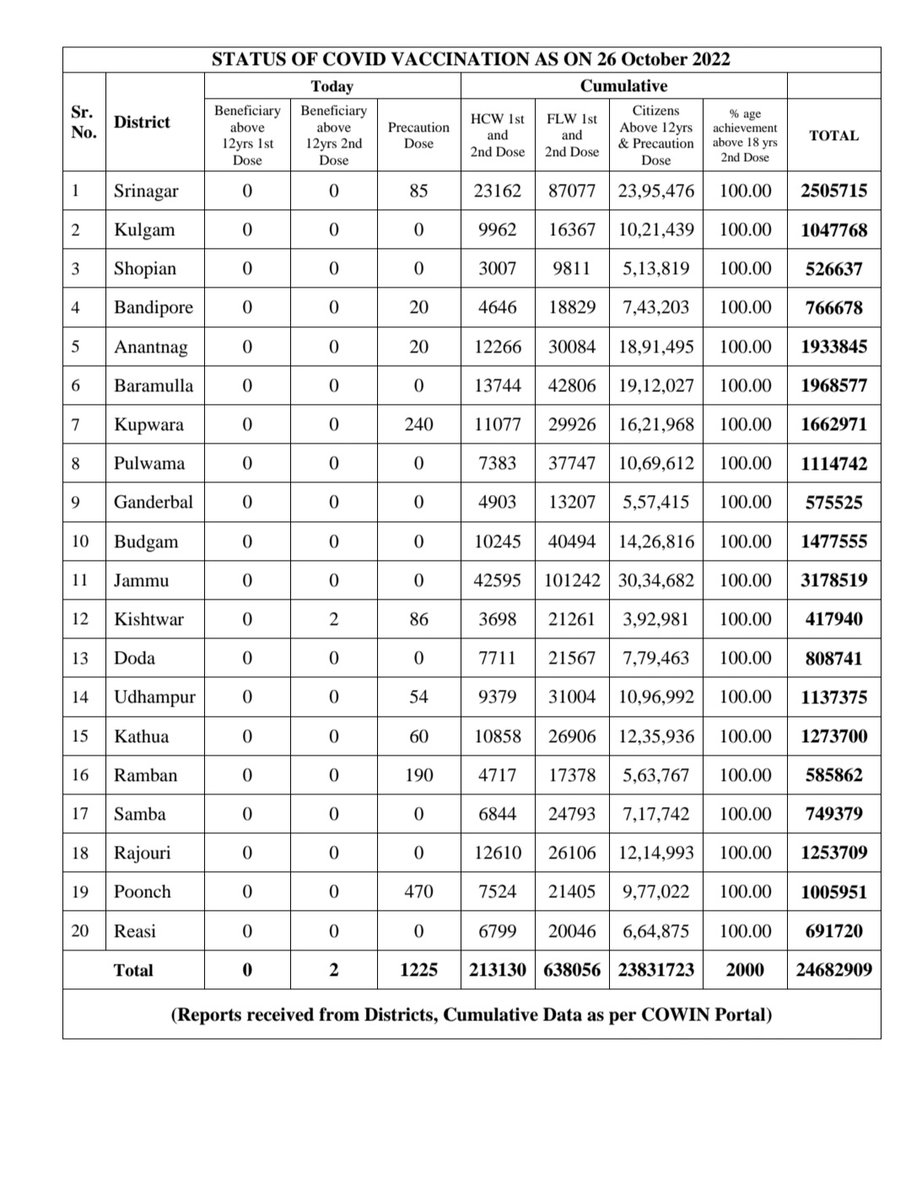 STATUS OF COVID VACCINATION AS ON 26 October 2022
Sr. No. District Today Cumulative
Beneficiary above 12yrs 1st Dose Beneficiary above 12yrs 2nd Dose Precaution Dose HCW 1st and 2nd Dose FLW 1st and 2nd Dose Citizens Above 12yrs & Precaution Dose % age achievement above 18 yrs 2nd Dose TOTAL
1 Srinagar 0 0 85 23162 87077 23,95,476 100.00 2505715
2 Kulgam 0 0 0 9962 16367 10,21,439 100.00 1047768
3 Shopian 0 0 0 3007 9811 5,13,819 100.00 526637
4 Bandipore 0 0 20 4646 18829 7,43,203 100.00 766678
5 Anantnag 0 0 20 12266 30084 18,91,495 100.00 1933845
6 Baramulla 0 0 0 13744 42806 19,12,027 100.00 1968577
7 Kupwara 0 0 240 11077 29926 16,21,968 100.00 1662971
8 Pulwama 0 0 0 7383 37747 10,69,612 100.00 1114742
9 Ganderbal 0 0 0 4903 13207 5,57,415 100.00 575525
10 Budgam 0 0 0 10245 40494 14,26,816 100.00 1477555
11 Jammu 0 0 0 42595 101242 30,34,682 100.00 3178519
12 Kishtwar 0 2 86 3698 21261 3,92,981 100.00 417940
13 Doda 0 0 0 7711 21567 7,79,463 100.00 808741
14 Udhampur 0 0 54 9379 31004 10,96,992 100.00 1137375
15 Kathua 0 0 60 10858 26906 12,35,936 100.00 1273700
16 Ramban 0 0 190 4717 17378 5,63,767 100.00 585862
17 Samba 0 0 0 6844 24793 7,17,742 100.00 749379
18 Rajouri 0 0 0 12610 26106 12,14,993 100.00 1253709
19 Poonch 0 0 470 7524 21405 9,77,022 100.00 1005951
20 Reasi 0 0 0 6799 20046 6,64,875 100.00 691720
Total 0 2 1225 213130 638056 23831723 2000 24682909
(Reports received from Districts, Cumulative Data as per COWIN Portal)